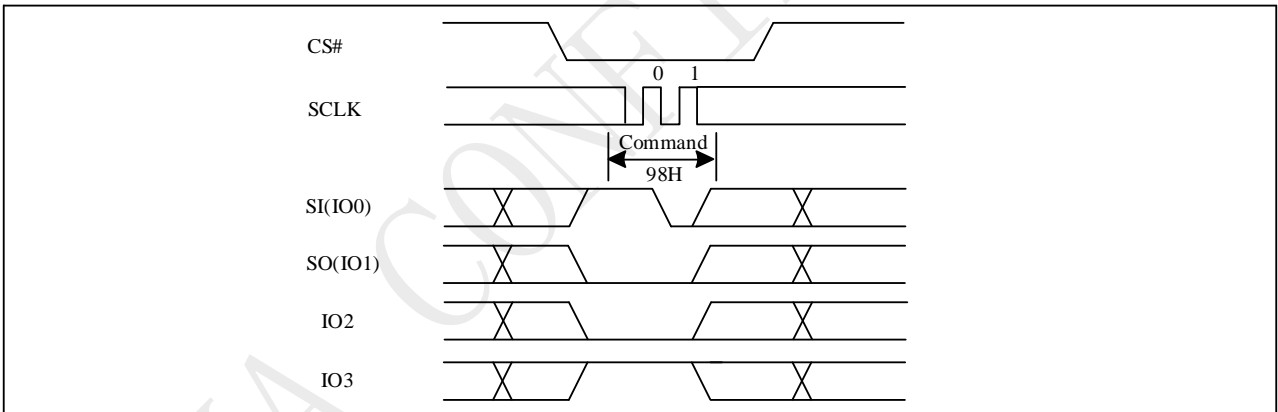 CS#
0 1
SCLK
Command
98H
SI(IO0)
SO(IO1)
IO2
IO3